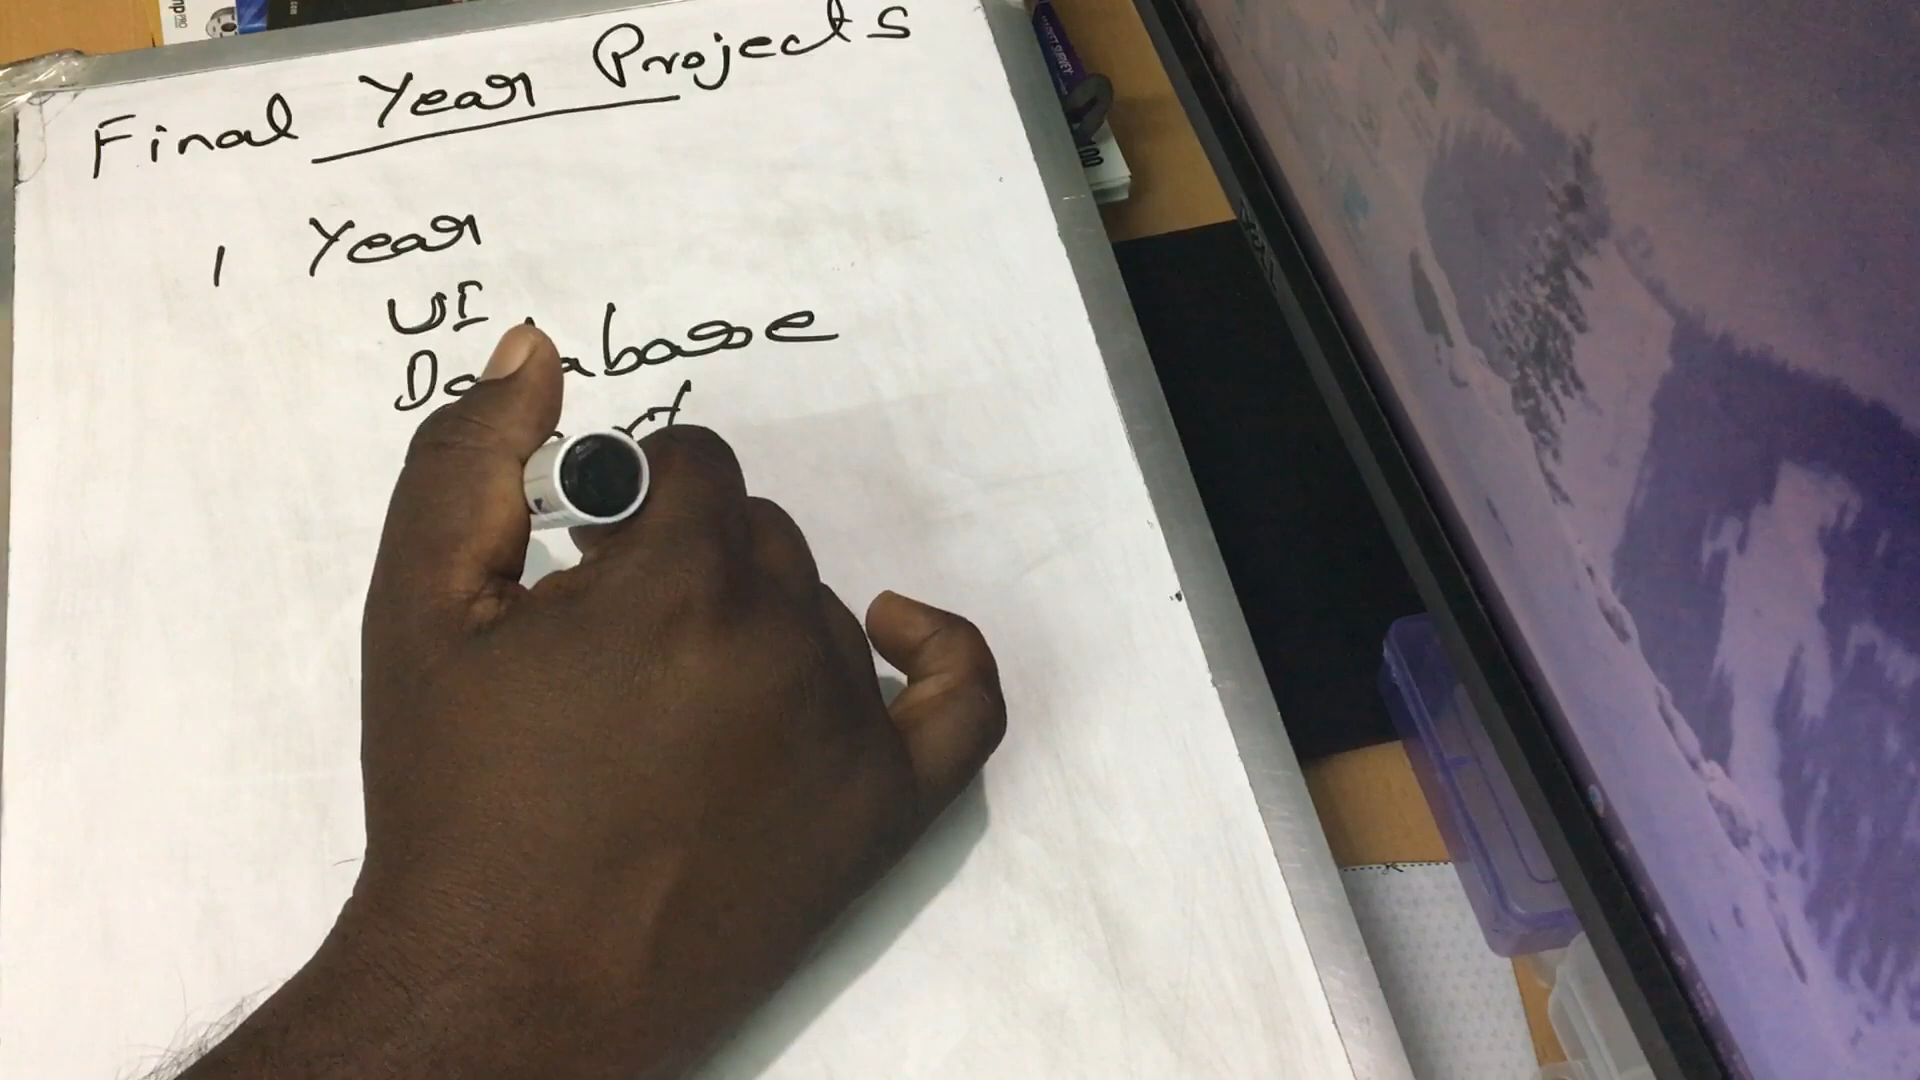 Final Year Projects
1 Year
UI
Database